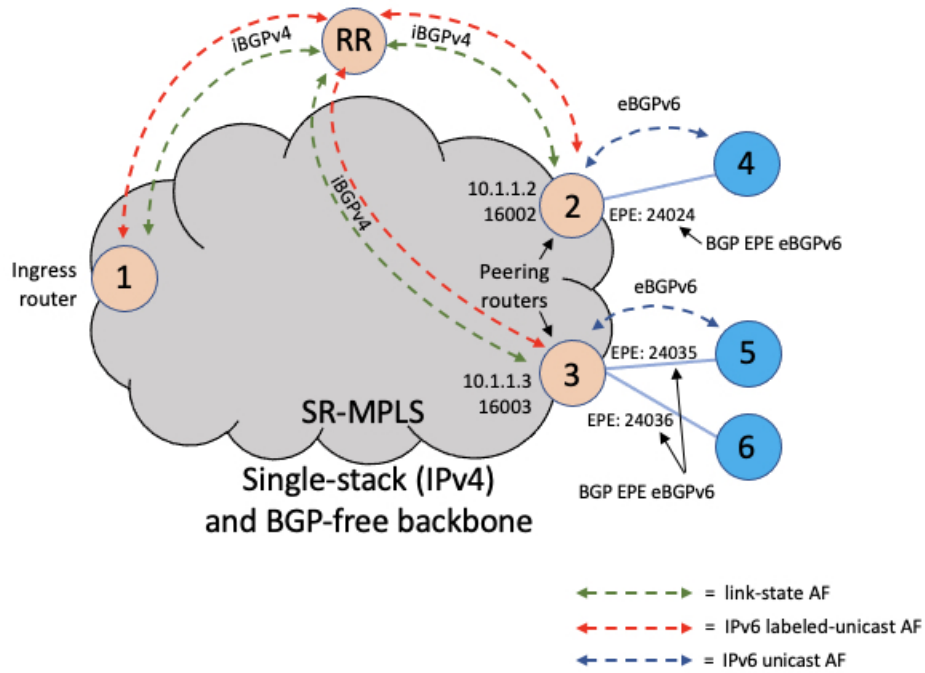 RR
iBGPv4
iBGPv4
eBGPv6
4
iBGPv4
10.1.1.2
16002
2
EPE: 24024
BGP EPE eBGPv6
Ingress
router
1
Peering
routers
eBGPv6
EPE: 24035
5
10.1.1.3
16003
3
EPE: 24036
6
SR-MPLS
BGP EPE eBGPv6
Single-stack (IPv4)
and BGP-free backbone
= link-state AF
= IPv6 labeled-unicast AF
= IPv6 unicast AF